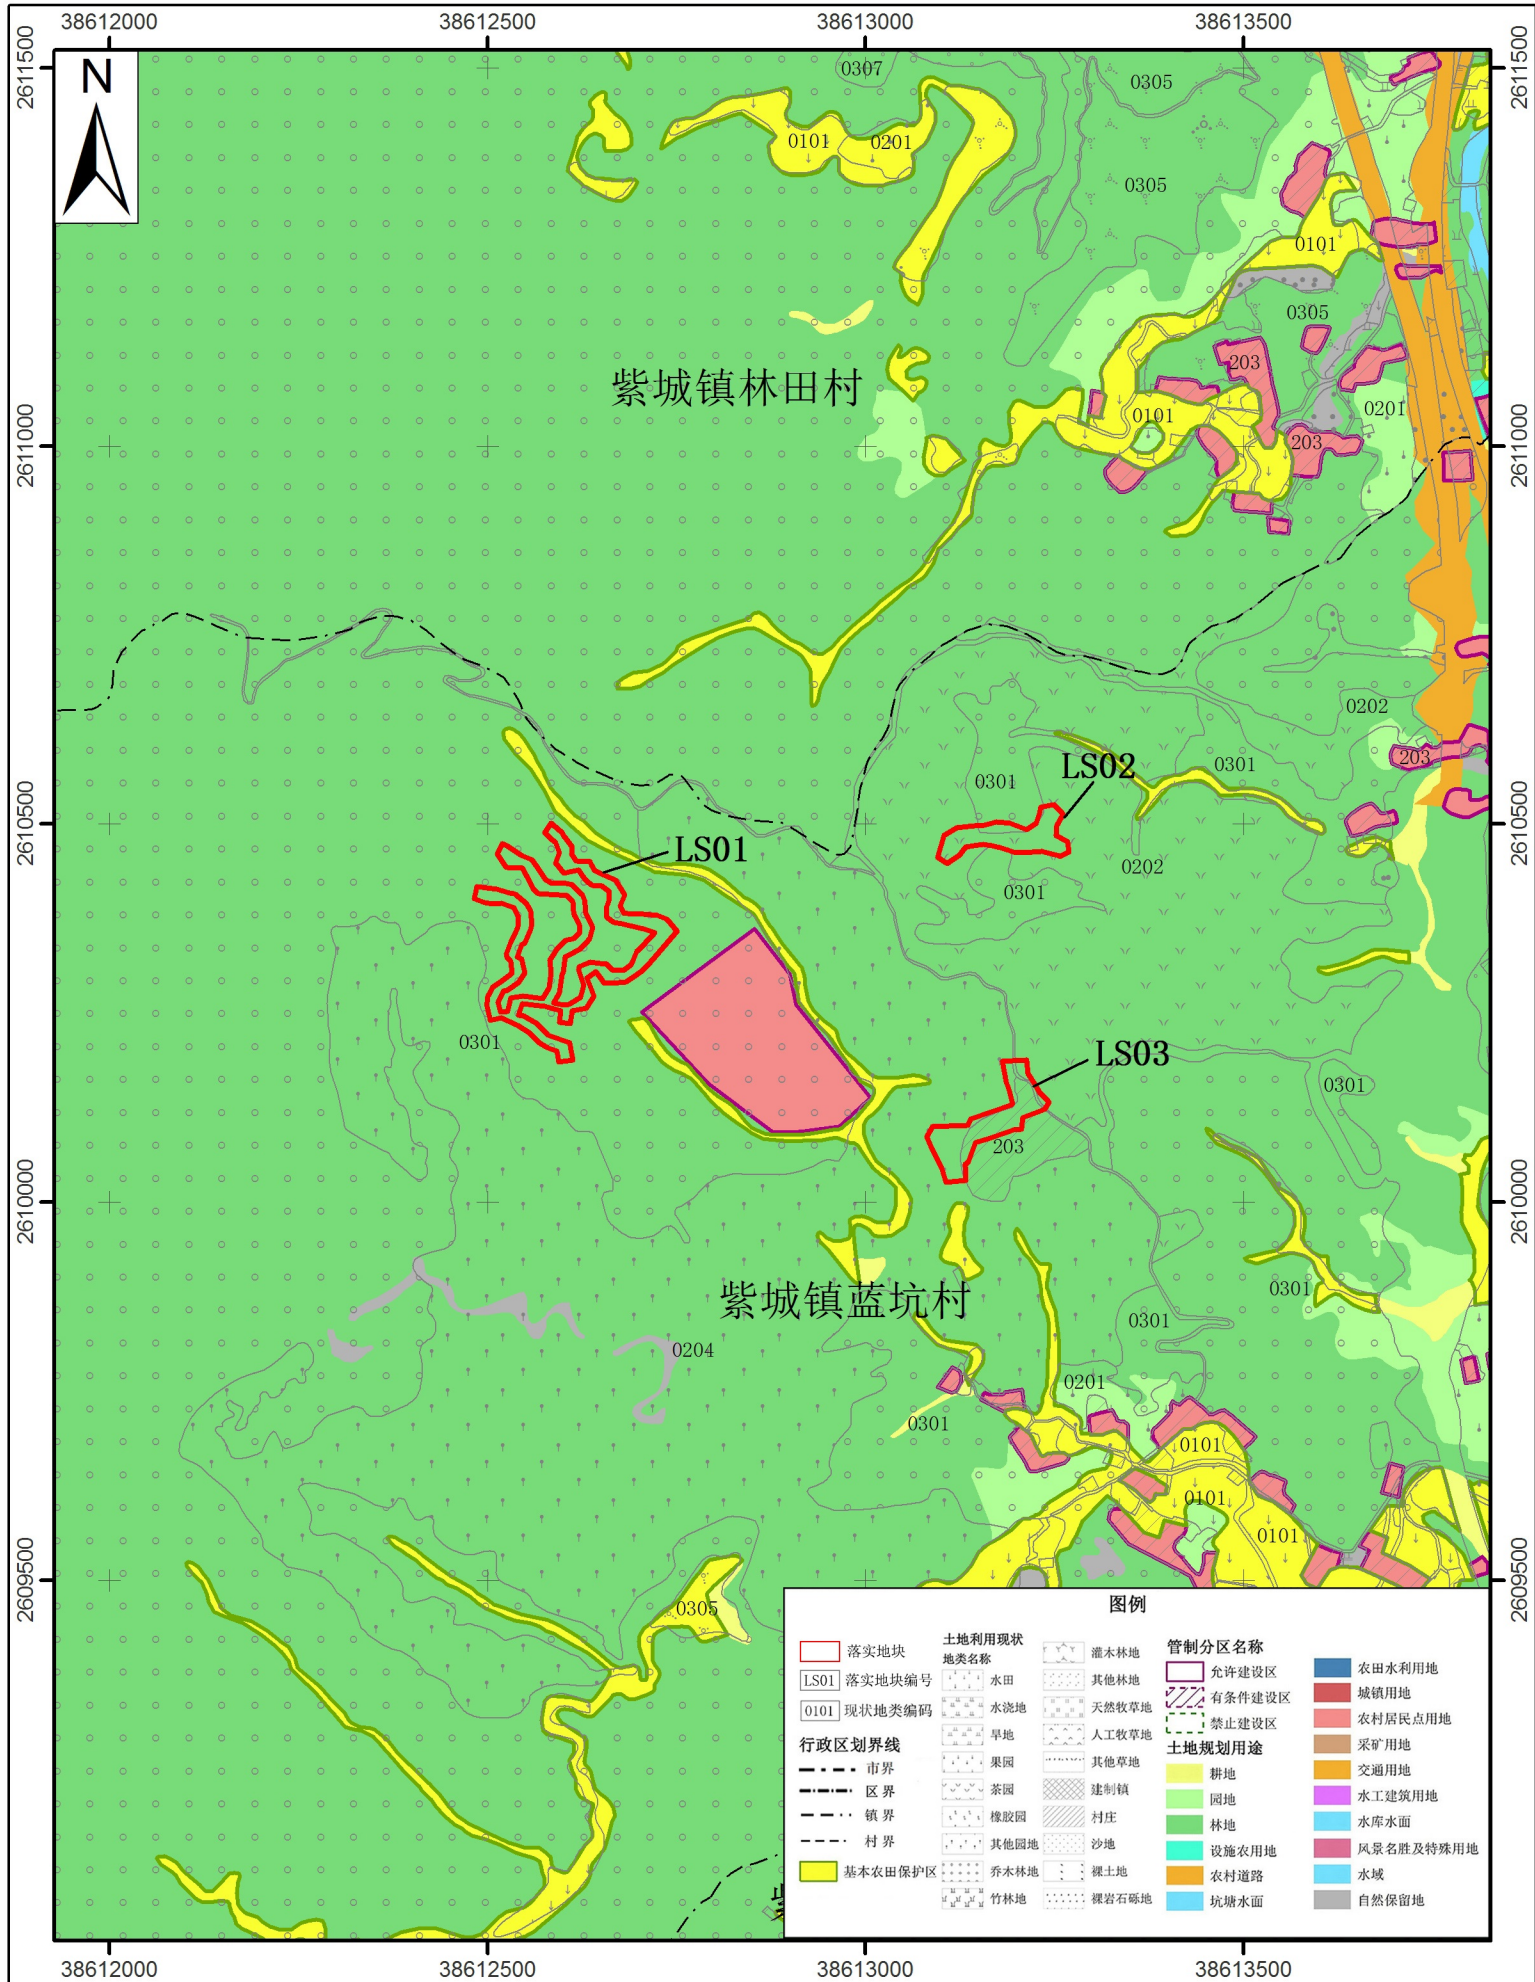 38612000
38612500
38613000
38613500
2611500
2611500
N
0307
0305
0101
0201
0305
0101
0305
紫城镇林田村
203
0101
0201
203
2611000
2611000
0202
0301
LS02
0301
203
2610500
2610500
LS01
0202
0301
0301
LS03
0301
203
2610000
2610000
0301
紫城镇蓝坑村
0301
0204
0201
0301
0101
0101
0101
2609500
2609500
0305
图例
落实地块
LS01 落实地块编号
0101 现状地类编码
行政区划界线
市界
区界
镇界
村界
基本农田保护区
土地利用现状
地类名称
水田
水浇地
旱地
果园
茶园
橡胶园
其他园地
乔木林地
竹林地
灌木林地
其他林地
天然牧草地
人工牧草地
其他草地
建制镇
村庄
沙地
裸土地
裸岩石砾地
管制分区名称
允许建设区
有条件建设区
禁止建设区
土地规划用途
耕地
园地
林地
设施农用地
农村道路
坑塘水面
农田水利用地
城镇用地
农村居民点用地
采矿用地
交通用地
水工建筑用地
水库水面
风景名胜及特殊用地
水域
自然保留地
38612000
38612500
38613000
38613500